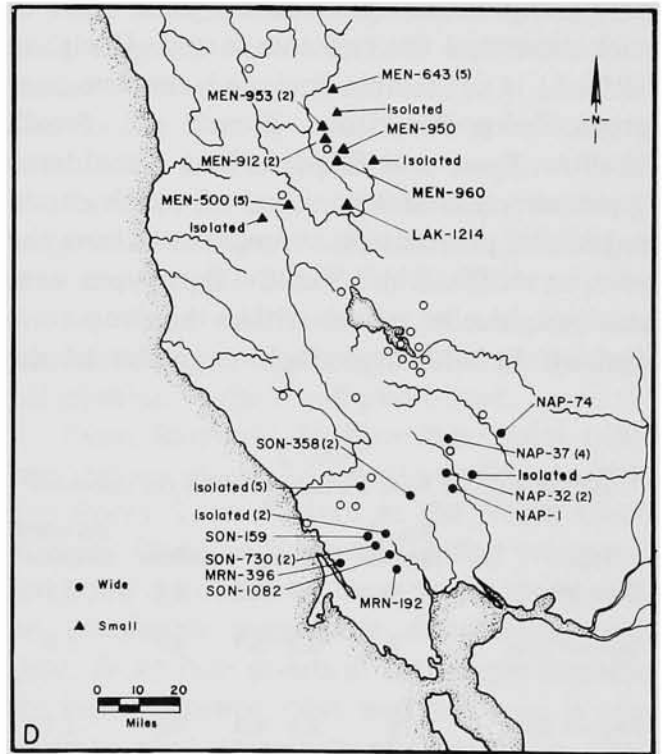 MEN-643 (5)
MEN-953 (2)
Isolated
MEN-950
MEN-912 (2)
Isolated
MEN-960
MEN-500 (5)
Isolated
LAK-1214
-N-
NAP-74
SON-358 (2)
NAP-37 (4)
Isolated
Isolated (5)
NAP-32 (2)
NAP-1
Isolated (2)
SON-159
SON-730 (2)
MRN-396
SON-1082
MRN-192
Wide
Small
0 10 20
Miles
D